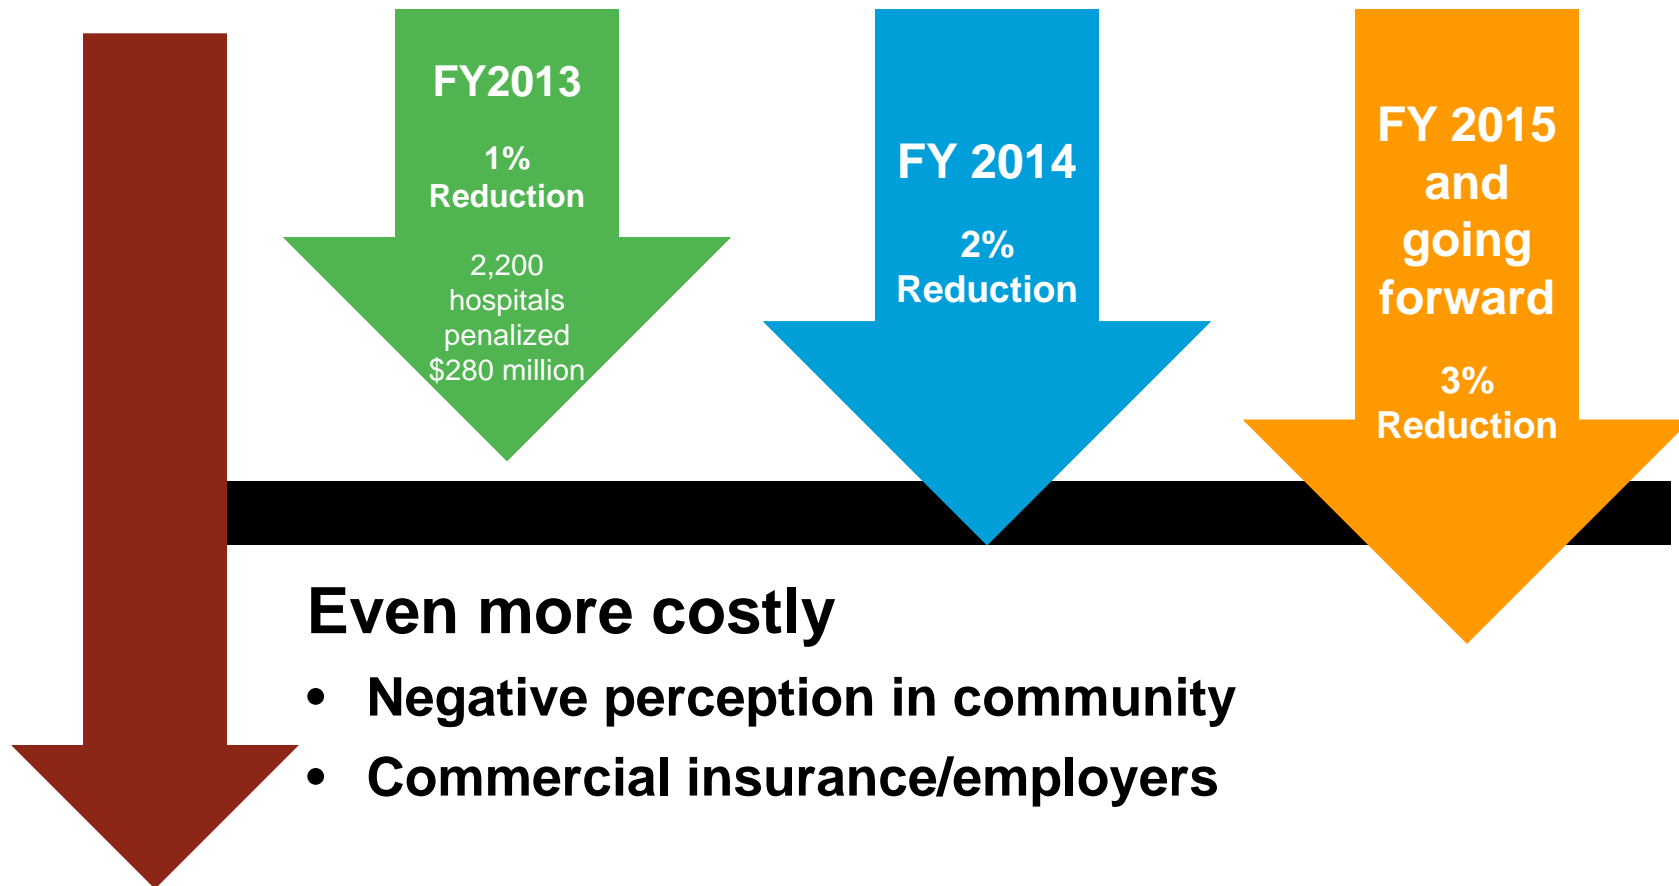 FY2013
1%
Reduction
2,200
hospitals
penalized
$280 million
FY 2014
2%
Reduction
FY 2015
and
going
forward
3%
Reduction
Even more costly
• Negative perception in community
• Commercial insurance/employers